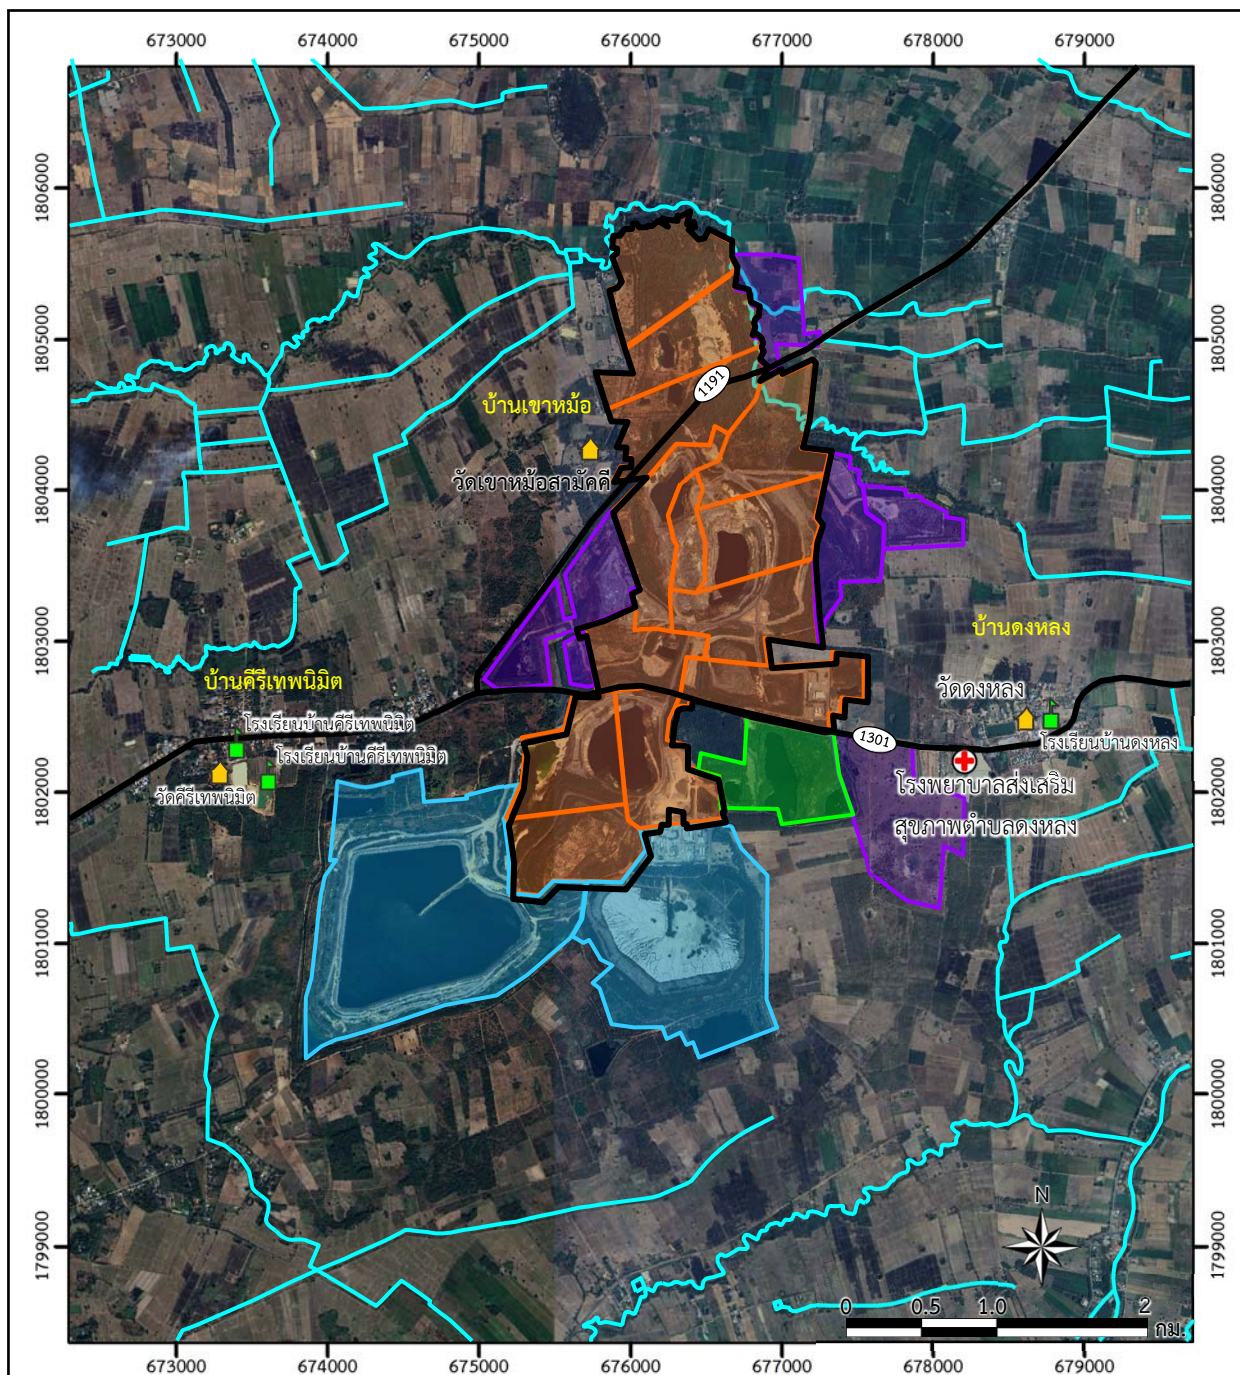 673000 674000 675000 676000 677000 678000 679000
1806000 1806000
1805000 1805000
1191
บ้านเขาหม้อ
วัดเขาหม้อสามัคคี
1804000 1804000
1803000 1803000
บ้านดงหลง
บ้านคีรีเทพนิมิต
วัดดงหลง
โรงเรียนบ้านคีรีเทพนิมิต
1301
โรงเรียนบ้านดงหลง
โรงเรียนบ้านคีรีเทพนิมิต
วัดคีรีเทพนิมิต
1802000 1802000
โรงพยาบาลส่งเสริม
สุขภาพตำบลดงหลง
1801000 1801000
1800000 1800000
N
1799000 1799000
0 0.5 1.0 2
กม.
673000 674000 675000 676000 677000 678000 679000